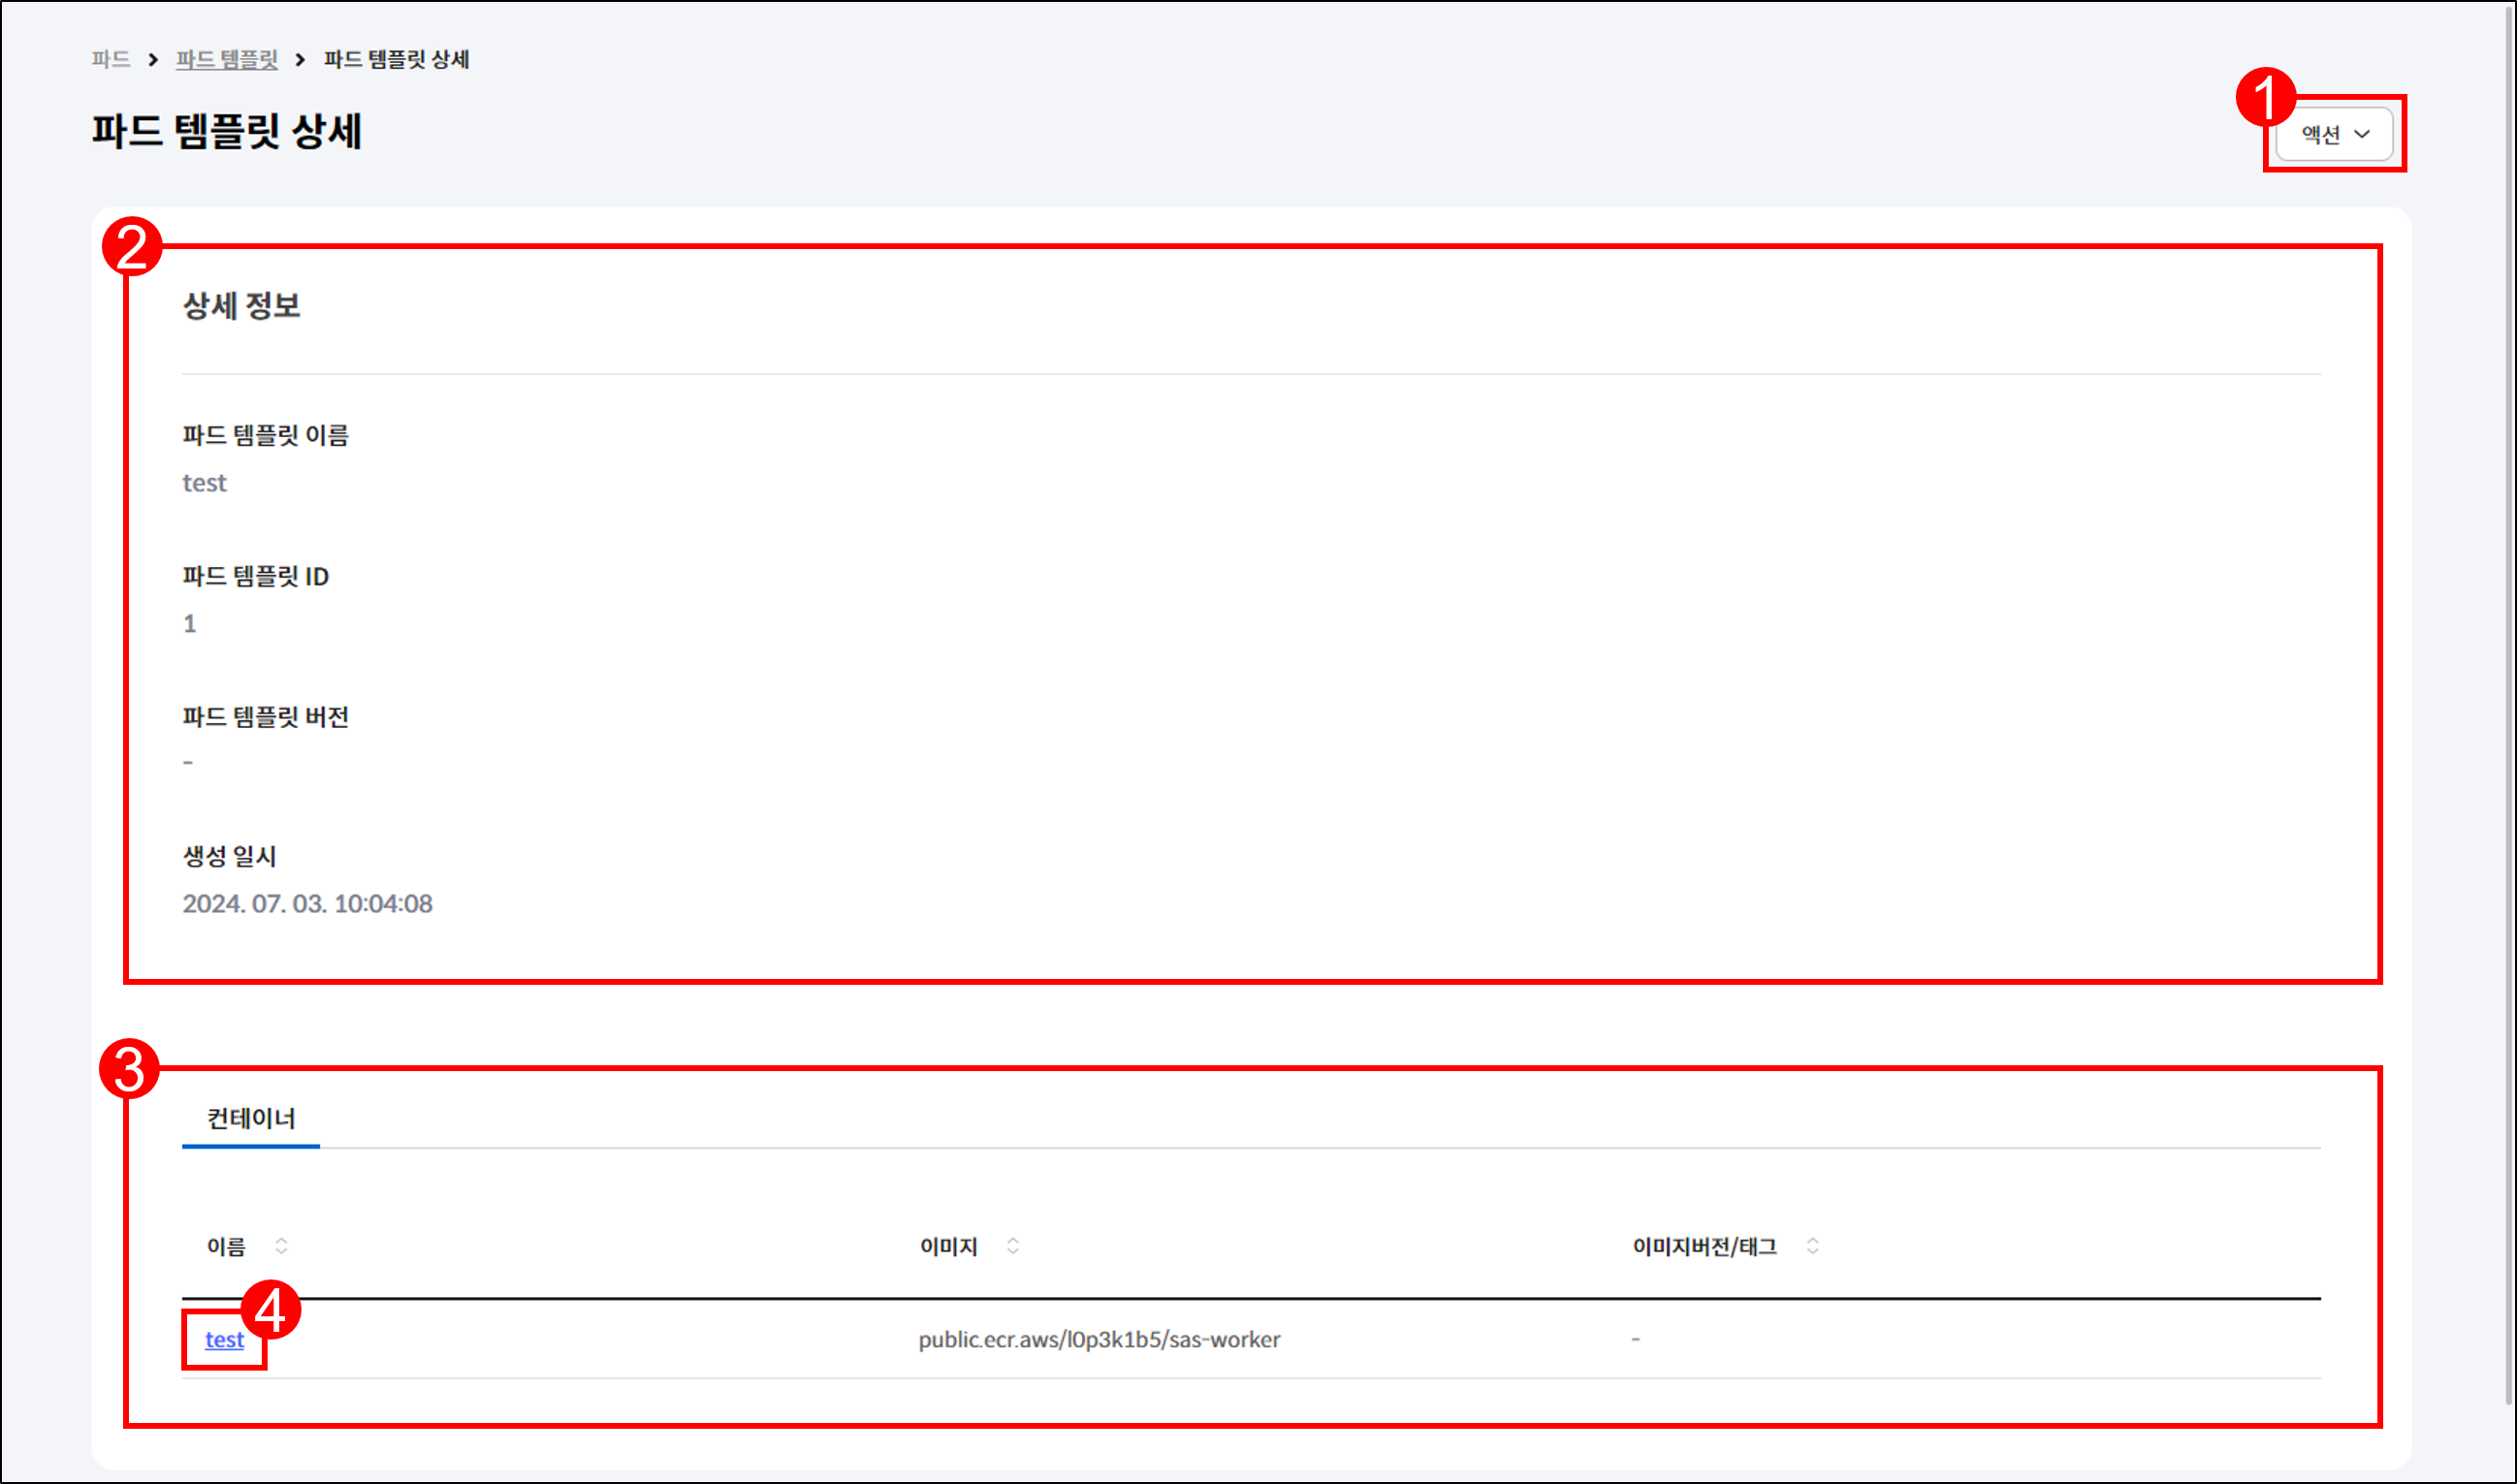 파드 > 파드 템플릿 > 파드 템플릿 상세
1
파드 템플릿 상세
액션
2
상세 정보
파드 템플릿 이름
test
파드 템플릿 ID
1
파드 템플릿 버전
-
생성 일시
2024. 07. 03. 10:04:08
3
컨테이너
이름 이미지 이미지버전/태그
4
test public.ecr.aws/l0p3k1b5/sas-worker -